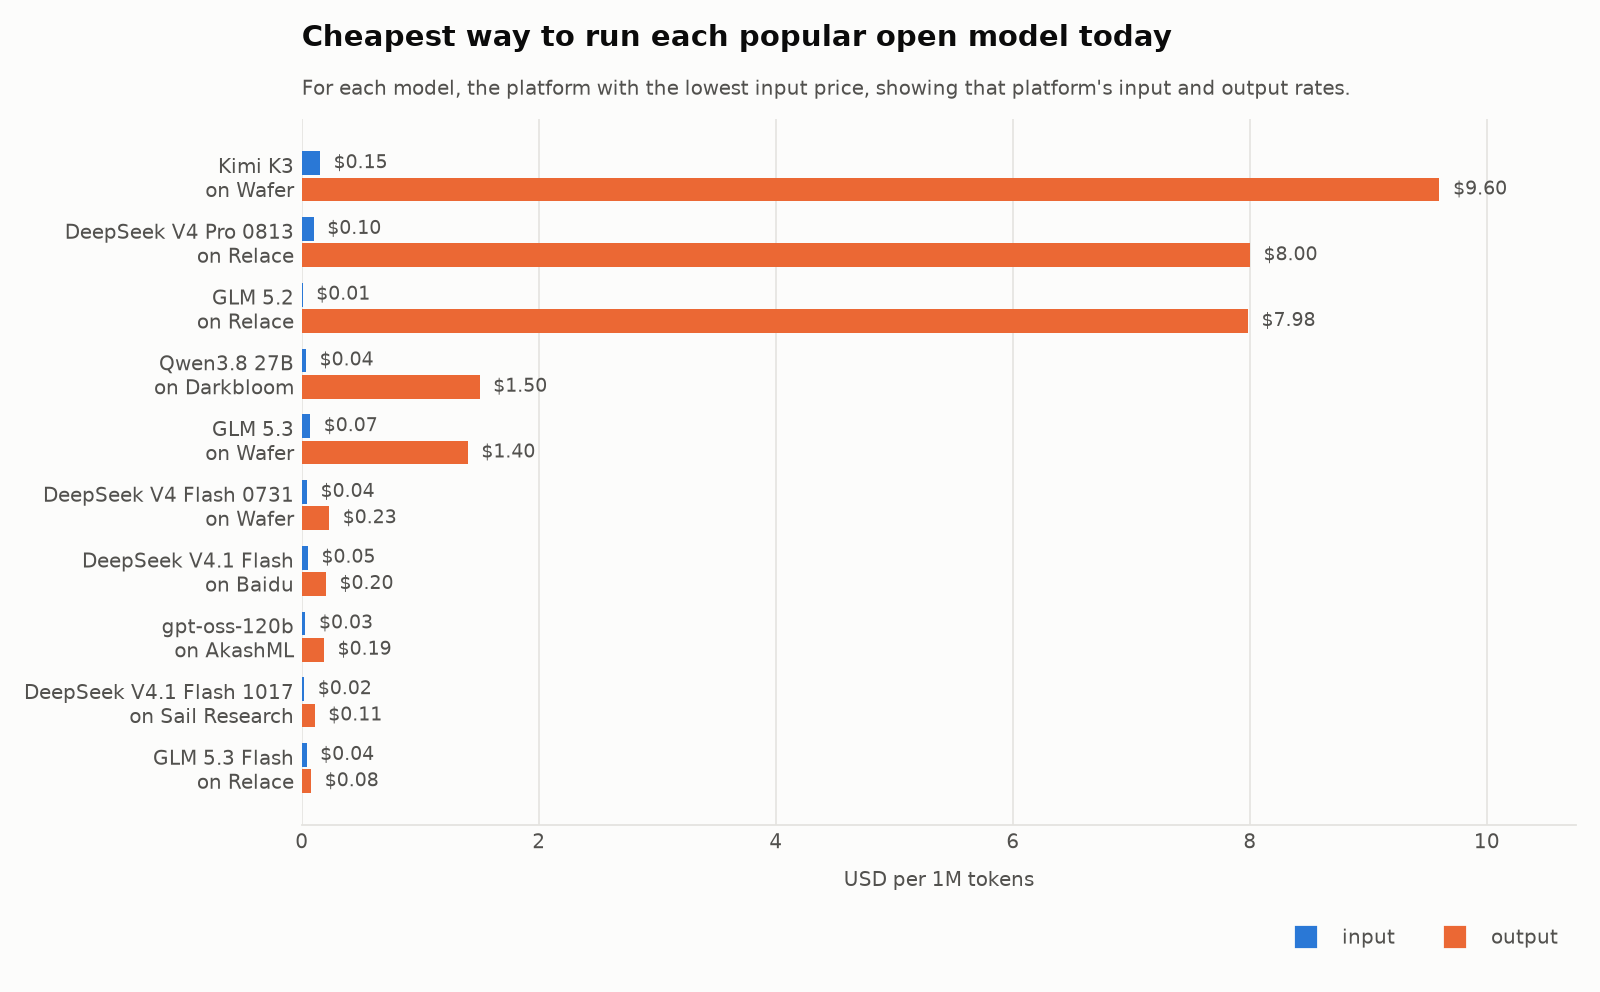 Cheapest way to run each popular open model today
For each model, the platform with the lowest input price, showing that platform's input and output rates.
Kimi K3
on Wafer
$0.15
$9.60
DeepSeek V4 Pro 0813
on Relace
$0.10
$8.00
GLM 5.2
on Relace
$0.01
$7.98
Qwen3.8 27B
on Darkbloom
$0.04
$1.50
GLM 5.3
on Wafer
$0.07
$1.40
DeepSeek V4 Flash 0731
on Wafer
$0.04
$0.23
DeepSeek V4.1 Flash
on Baidu
$0.05
$0.20
gpt-oss-120b
on AkashML
$0.03
$0.19
DeepSeek V4.1 Flash 1017
on Sail Research
$0.02
$0.11
GLM 5.3 Flash
on Relace
$0.04
$0.08
0 2 4 6 8 10
USD per 1M tokens
input output